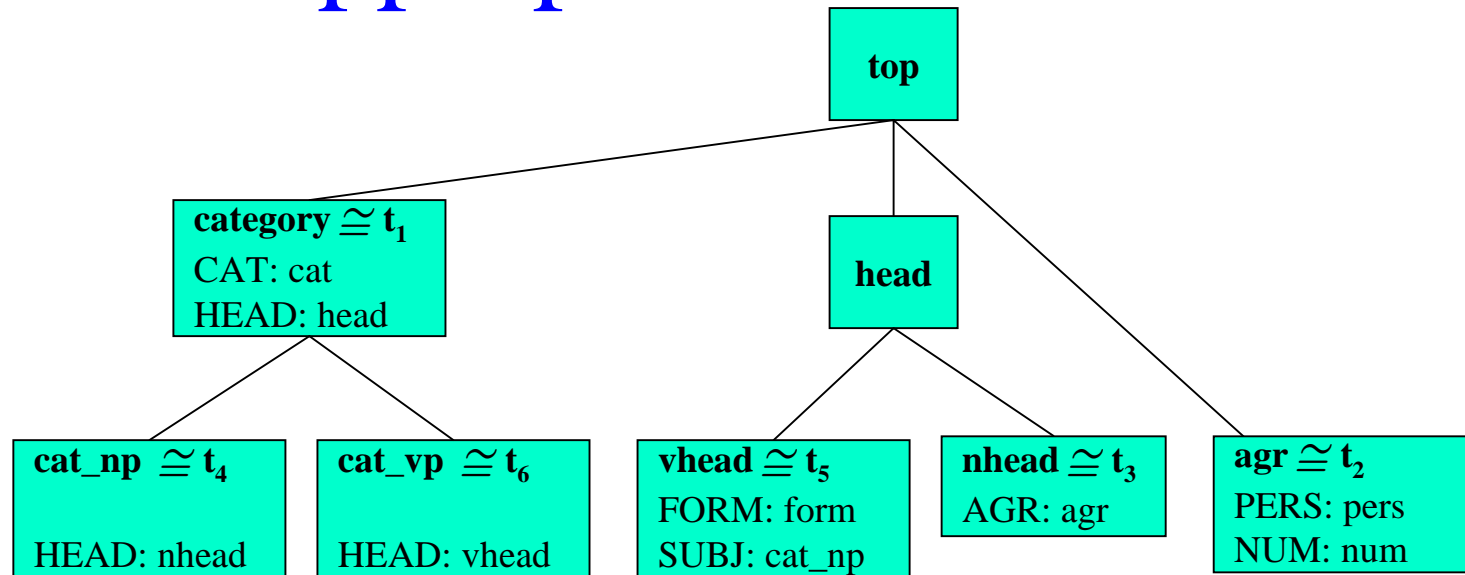 top
category ≅ t₁
CAT: cat
HEAD: head
head
cat_np ≅ t₄
HEAD: nhead
cat_vp ≅ t₆
HEAD: vhead
vhead ≅ t₅
FORM: form
SUBJ: cat_np
nhead ≅ t₃
AGR: agr
agr ≅ t₂
PERS: pers
NUM: num